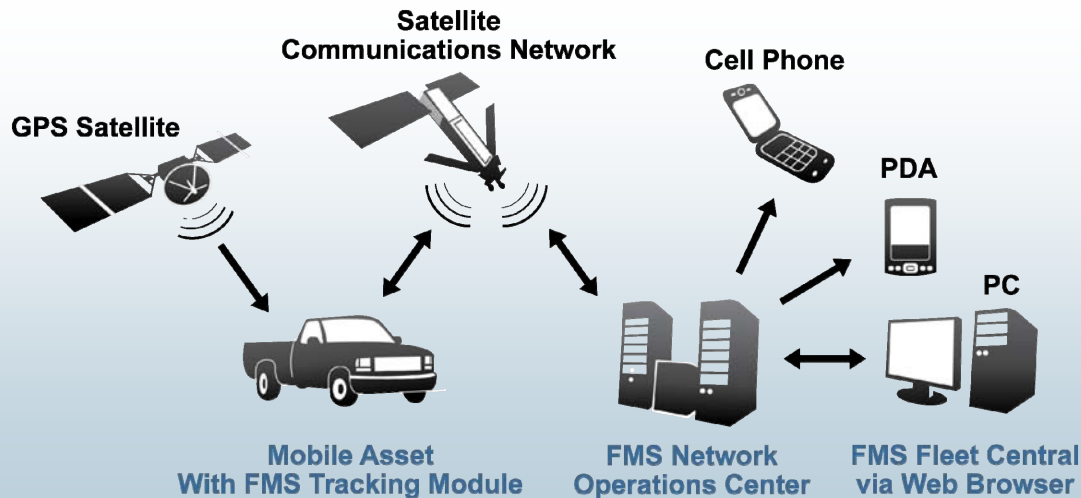 Satellite
Communications Network
GPS Satellite
Cell Phone
PDA
PC
Mobile Asset
With FMS Tracking Module
FMS Network
Operations Center
FMS Fleet Central
via Web Browser